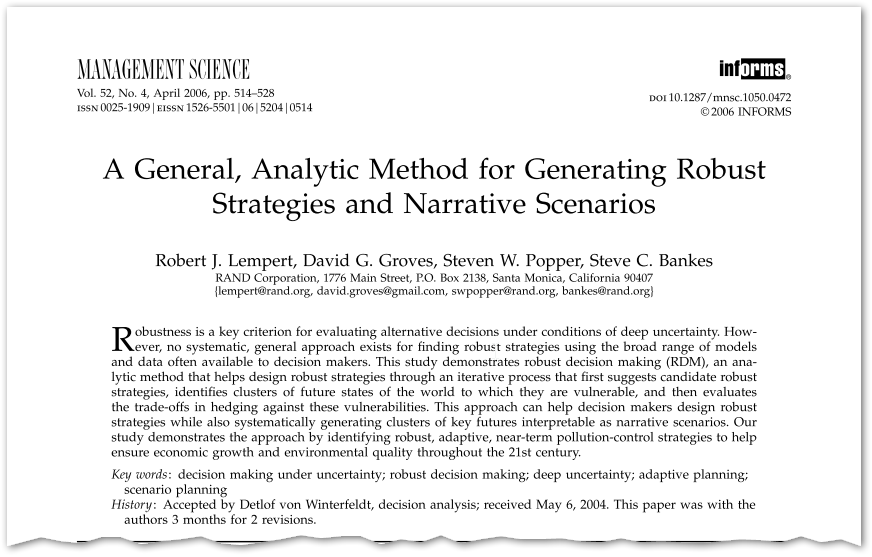 MANAGEMENT SCIENCE
Vol. 52, No. 4, April 2006, pp. 514–528
ISSN 0025-1909 | EISSN 1526-5501 | 06 | 5204 | 0514
informs®
DOI 10.1287/mnsc.1050.0472
© 2006 INFORMS
A General, Analytic Method for Generating Robust
Strategies and Narrative Scenarios
Robert J. Lempert, David G. Groves, Steven W. Popper, Steve C. Bankes
RAND Corporation, 1776 Main Street, P.O. Box 2138, Santa Monica, California 90407
{lempert@rand.org, david.groves@gmail.com, swpopper@rand.org, bankes@rand.org}
Robustness is a key criterion for evaluating alternative decisions under conditions of deep uncertainty. How-
ever, no systematic, general approach exists for finding robust strategies using the broad range of models
and data often available to decision makers. This study demonstrates robust decision making (RDM), an ana-
lytic method that helps design robust strategies through an iterative process that first suggests candidate robust
strategies, identifies clusters of future states of the world to which they are vulnerable, and then evaluates
the trade-offs in hedging against these vulnerabilities. This approach can help decision makers design robust
strategies while also systematically generating clusters of key futures interpretable as narrative scenarios. Our
study demonstrates the approach by identifying robust, adaptive, near-term pollution-control strategies to help
ensure economic growth and environmental quality throughout the 21st century.
Key words: decision making under uncertainty; robust decision making; deep uncertainty; adaptive planning;
scenario planning
History: Accepted by Detlof von Winterfeldt, decision analysis; received May 6, 2004. This paper was with the
authors 3 months for 2 revisions.